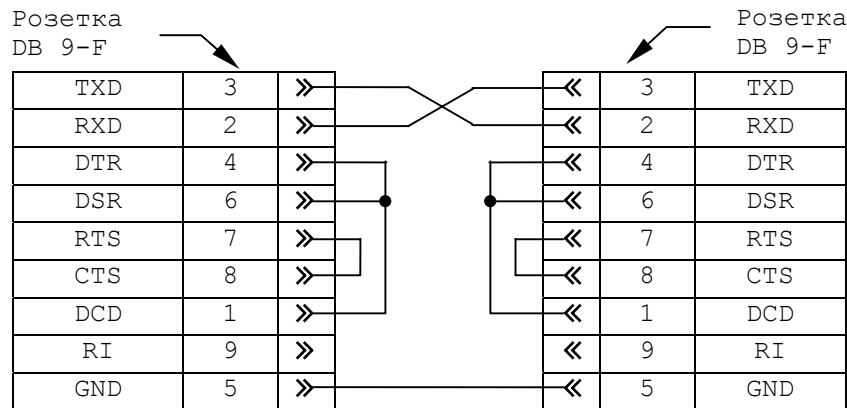 Розетка
DB 9-F
Розетка
DB 9-F
TXD 3 3 TXD
RXD 2 2 RXD
DTR 4 4 DTR
DSR 6 6 DSR
RTS 7 7 RTS
CTS 8 8 CTS
DCD 1 1 DCD
RI 9 9 RI
GND 5 5 GND